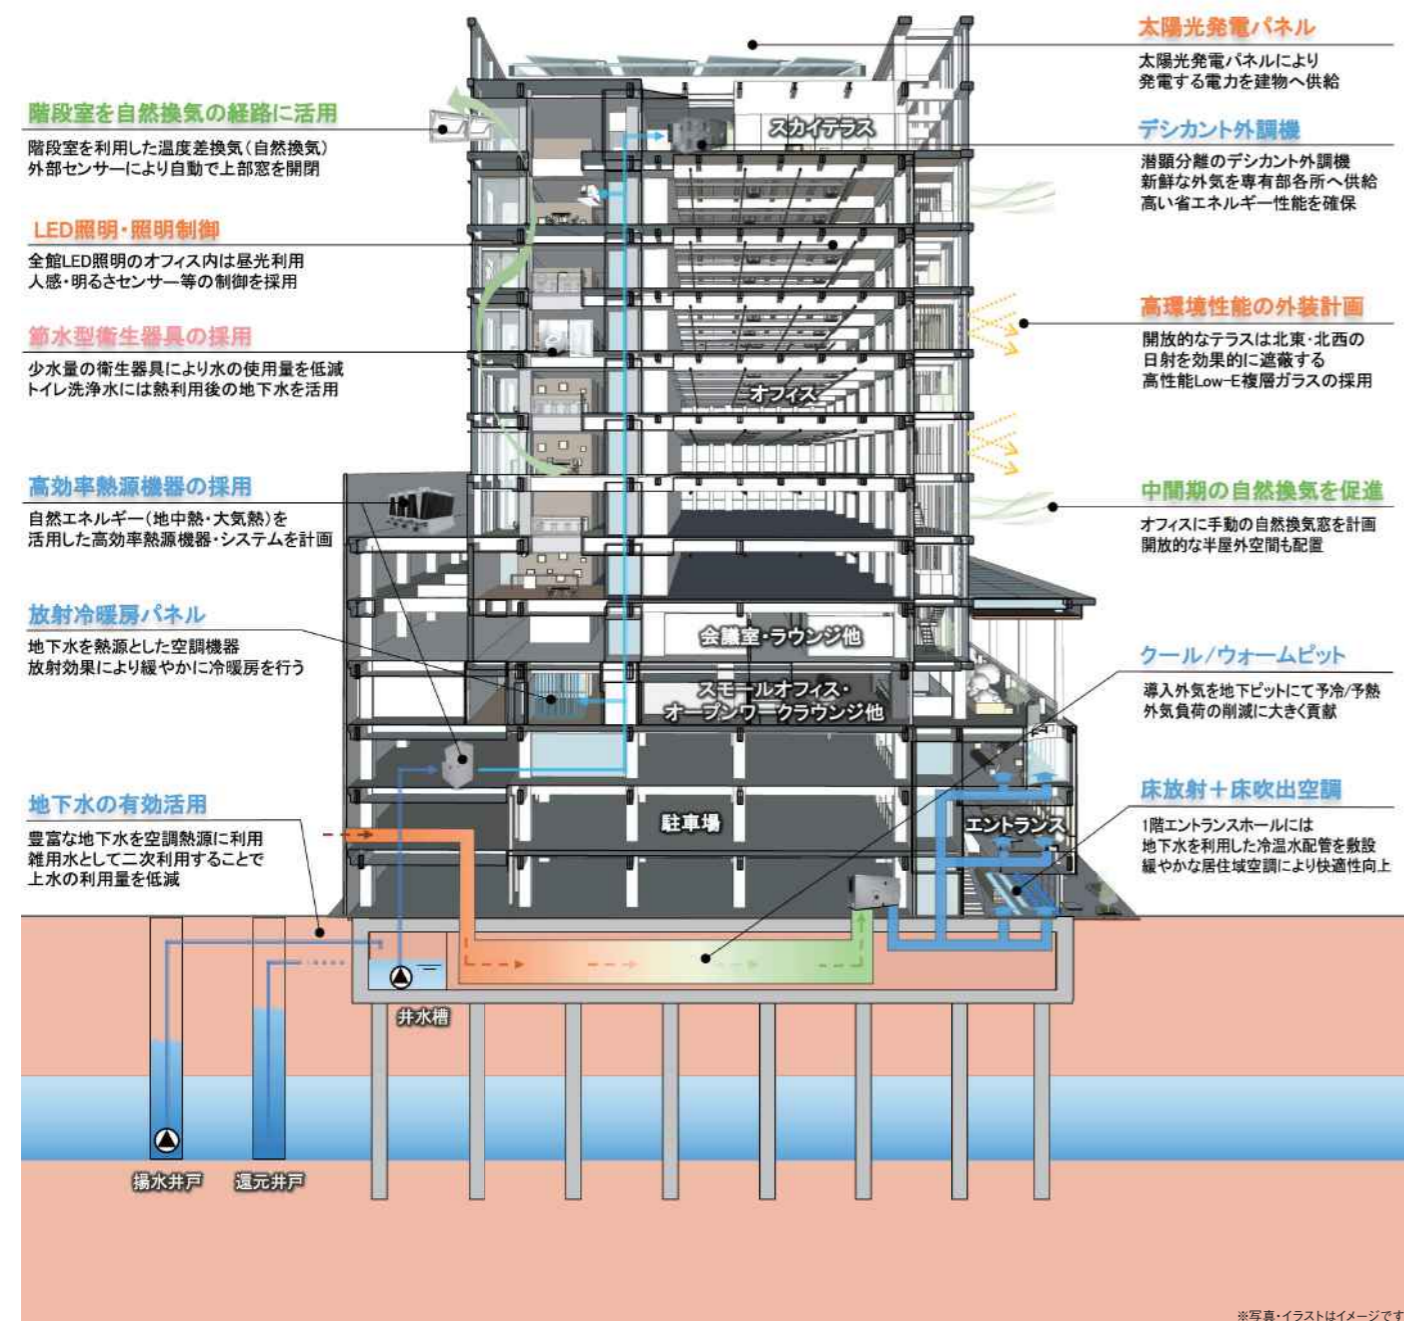 階段室を自然換気の経路に活用
階段室を利用した温度差換気(自然換気)
外部センサーにより自動で上部窓を開閉
LED照明・照明制御
全館LED照明のオフィス内は昼光利用
人感・明るさセンサー等の制御を採用
節水型衛生器具の採用
少水量の衛生器具により水の使用量を低減
トイレ洗浄水には熱利用後の地下水を活用
高効率熱源機器の採用
自然エネルギー(地中熱・大気熱)を
活用した高効率熱源機器・システムを計画
放射冷暖房パネル
地下水を熱源とした空調機器
放射効果により緩やかに冷暖房を行う
地下水の有効活用
豊富な地下水を空調熱源に利用
雑用水として二次利用することで
上水の利用量を低減
スカイテラス
オフィス
会議室・ラウンジ他
スモールオフィス・
オープンワークラウンジ他
駐車場
エントランス
井水槽
揚水井戸
還元井戸
太陽光発電パネル
太陽光発電パネルにより
発電する電力を建物へ供給
デシカント外調機
潜顕分離のデシカント外調機
新鮮な外気を専有部各所へ供給
高い省エネルギー性能を確保
高環境性能の外装計画
開放的なテラスは北東・北西の
日射を効果的に遮蔽する
高性能Low-E複層ガラスの採用
中間期の自然換気を促進
オフィスに手動の自然換気窓を計画
開放的な半屋外空間も配置
クール/ウォームピット
導入外気を地下ピットにて予冷/予熱
外気負荷の削減に大きく貢献
床放射+床吹出空調
1階エントランスホールには
地下水を利用した冷温水配管を敷設
緩やかな居住域空調により快適性向上
※写真・イラストはイメージです